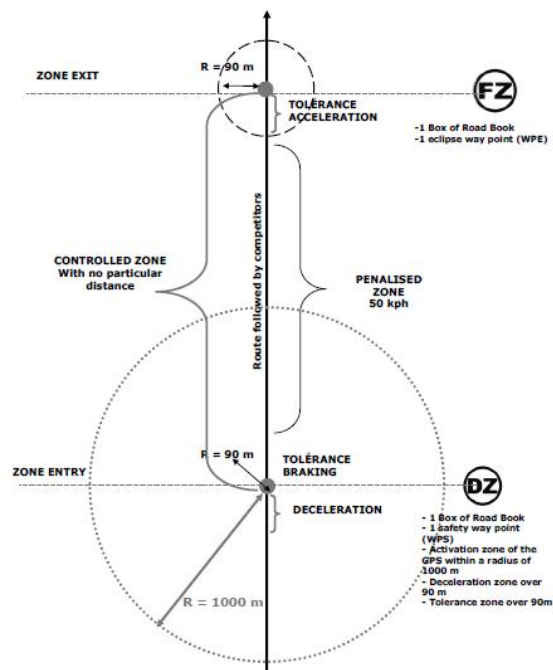 ZONE EXIT
R = 90 m
FZ
TOLÉRANCE
ACCELERATION
-1 Box of Road Book
-1 eclipse way point (WPE)
CONTROLLED ZONE
With no particular
distance
Route followed by competitors
PENALISED
ZONE
50 kph
R = 90 m
TOLÉRANCE
BRAKING
ZONE ENTRY
DZ
DECELERATION
- 1 Box of Road Book
- 1 safety way point
(WPS)
- Activation zone of the
GPS within a radius of
1000 m
- Deceleration zone over
90 m
- Tolerance zone over 90m
R = 1000 m